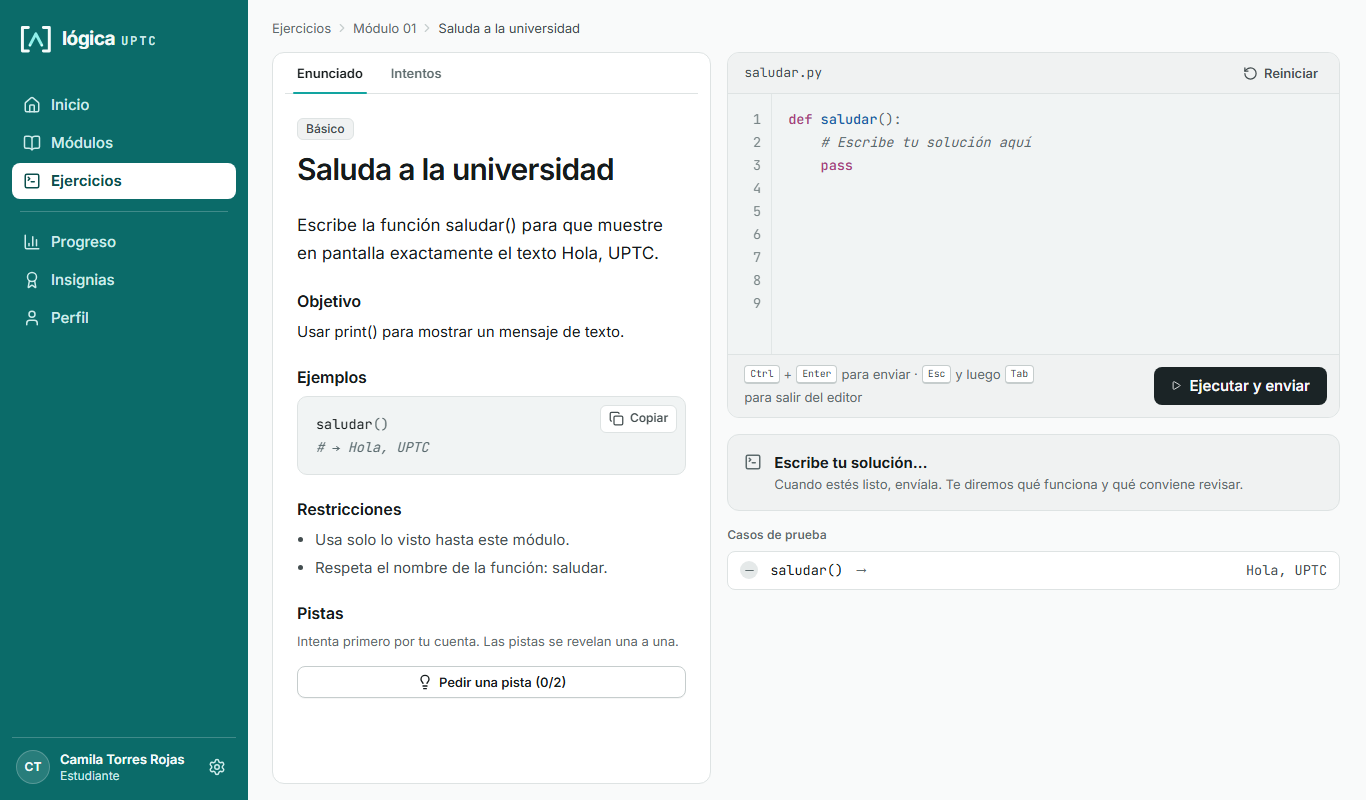 lógica UPTC
Inicio
Módulos
Ejercicios
Progreso
Insignias
Perfil
CT
Camila Torres Rojas
Estudiante
Ejercicios > Módulo 01 > Saluda a la universidad
Enunciado
Intentos
Básico
Saluda a la universidad
Escribe la función saludar() para que muestre
en pantalla exactamente el texto Hola, UPTC.
Objetivo
Usar print() para mostrar un mensaje de texto.
Ejemplos
saludar()
# → Hola, UPTC
Copiar
Restricciones
• Usa solo lo visto hasta este módulo.
• Respeta el nombre de la función: saludar.
Pistas
Intenta primero por tu cuenta. Las pistas se revelan una a una.
Pedir una pista (0/2)
saludar.py
Reiniciar
1 def saludar():
2     # Escribe tu solución aquí
3     pass
4
5
6
7
8
9
Ctrl + Enter para enviar · Esc y luego Tab
para salir del editor
Ejecutar y enviar
Escribe tu solución...
Cuando estés listo, envíala. Te diremos qué funciona y qué conviene revisar.
Casos de prueba
saludar() → Hola, UPTC